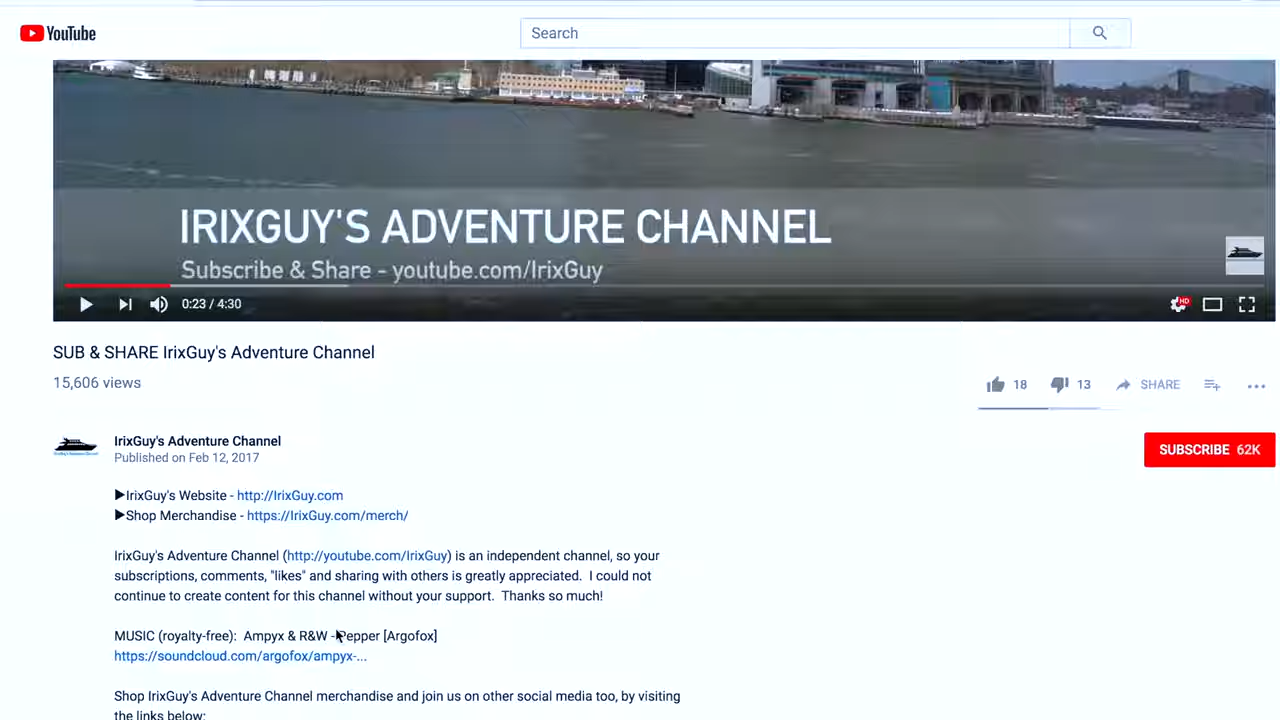 YouTube
Search
IRIXGUY'S ADVENTURE CHANNEL
Subscribe & Share - youtube.com/IrixGuy
0:23 / 4:30
HD
SUB & SHARE IrixGuy's Adventure Channel
15,606 views
18 13 SHARE
IrixGuy's Adventure Channel
Published on Feb 12, 2017
SUBSCRIBE 62K
▶IrixGuy's Website - http://IrixGuy.com
▶Shop Merchandise - https://IrixGuy.com/merch/
IrixGuy's Adventure Channel (http://youtube.com/IrixGuy) is an independent channel, so your
subscriptions, comments, "likes" and sharing with others is greatly appreciated.  I could not
continue to create content for this channel without your support.  Thanks so much!
MUSIC (royalty-free):  Ampyx & R&W - Pepper [Argofox]
https://soundcloud.com/argofox/ampyx-...
Shop IrixGuy's Adventure Channel merchandise and join us on other social media too, by visiting
the links below: